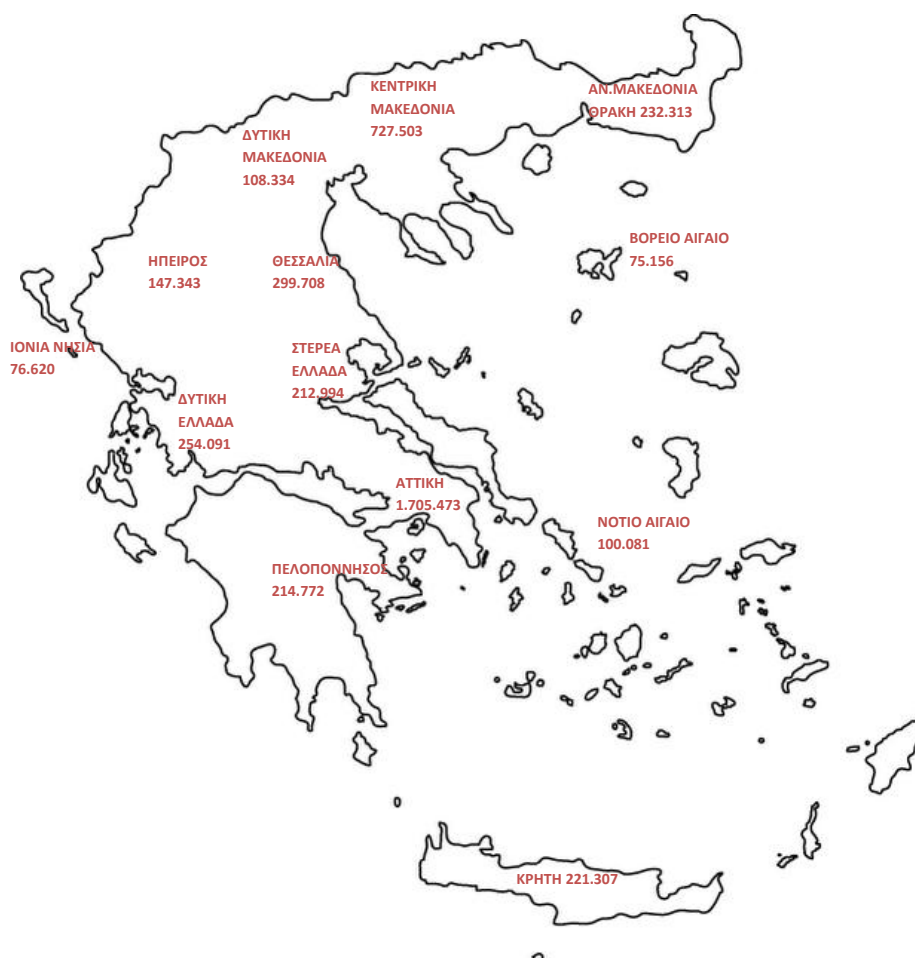 ΚΕΝΤΡΙΚΗ
ΜΑΚΕΔΟΝΙΑ
727.503
ΑΝ.ΜΑΚΕΔΟΝΙΑ
ΘΡΑΚΗ 232.313
ΔΥΤΙΚΗ
ΜΑΚΕΔΟΝΙΑ
108.334
ΒΟΡΕΙΟ ΑΙΓΑΙΟ
75.156
ΗΠΕΙΡΟΣ
147.343
ΘΕΣΣΑΛΙΑ
299.708
ΙΟΝΙΑ ΝΗΣΙΑ
76.620
ΣΤΕΡΕΑ
ΕΛΛΑΔΑ
212.994
ΔΥΤΙΚΗ
ΕΛΛΑΔΑ
254.091
ΑΤΤΙΚΗ
1.705.473
ΝΟΤΙΟ ΑΙΓΑΙΟ
100.081
ΠΕΛΟΠΟΝΝΗΣΟΣ
214.772
ΚΡΗΤΗ 221.307